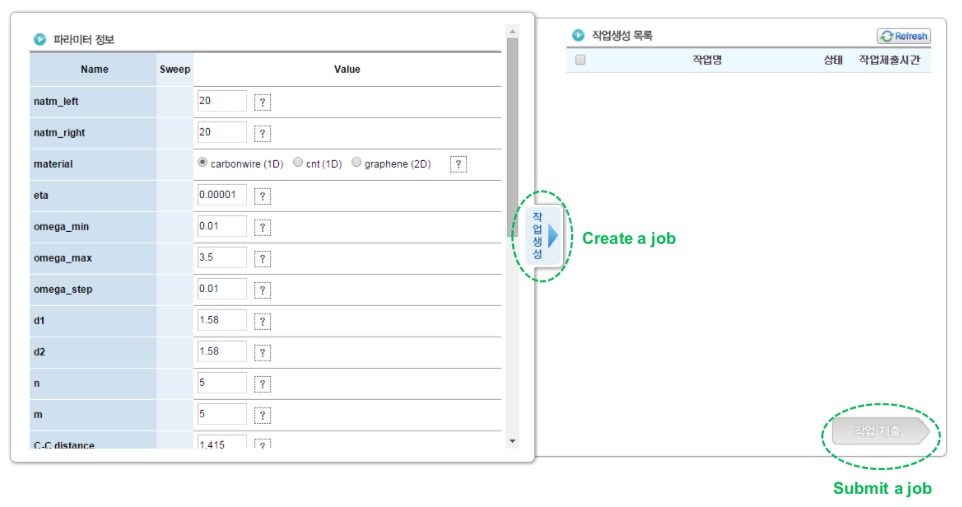 파라미터 정보
Name Sweep Value
natm_left 20 ?
natm_right 20 ?
material carbonwire (1D) cnt (1D) graphene (2D) ?
eta 0.00001 ?
omega_min 0.01 ?
omega_max 3.5 ?
omega_step 0.01 ?
d1 1.58 ?
d2 1.58 ?
n 5 ?
m 5 ?
C-C distance 1.415 ?
작업생성
Create a job
작업생성 목록 Refresh
작업명 상태 작업제출시간
작업 제출
Submit a job